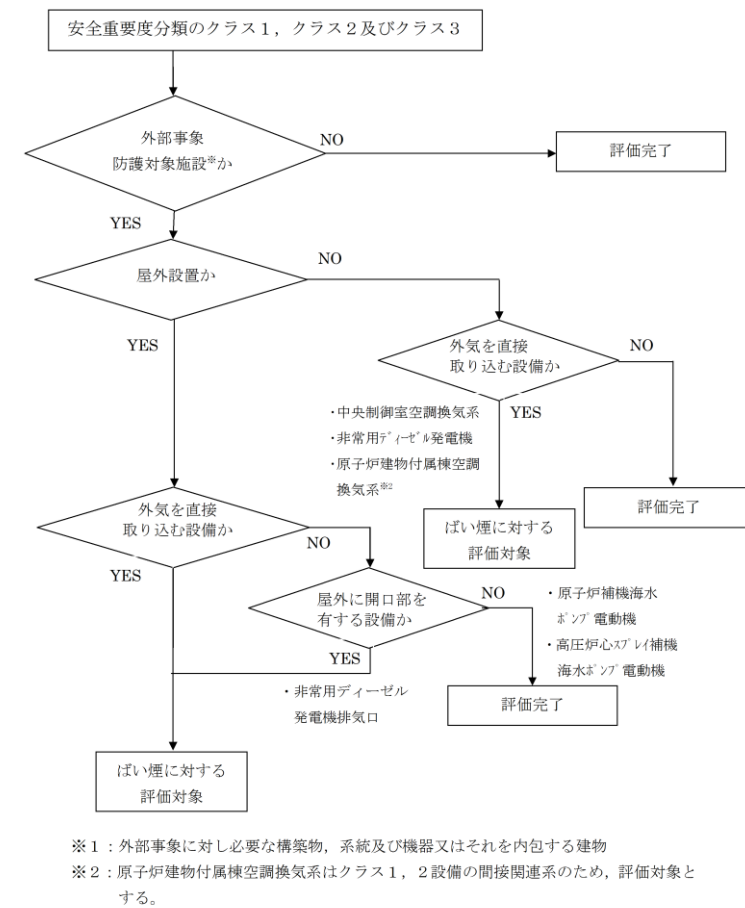 安全重要度分類のクラス１，クラス２及びクラス３
外部事象
防護対象施設※か
NO
評価完了
YES
屋外設置か
NO
YES
外気を直接
取り込む設備か
NO
YES
・中央制御室空調換気系
・非常用ﾃﾞｨｰｾﾞﾙ発電機
・原子炉建物付属棟空調
換気系※2
評価完了
ばい煙に対する
評価対象
外気を直接
取り込む設備か
NO
YES
屋外に開口部を
有する設備か
NO
・原子炉補機海水
ﾎﾟﾝﾌﾟ電動機
・高圧炉心ｽﾌﾟﾚｲ補機
海水ﾎﾟﾝﾌﾟ電動機
YES
・非常用ディーゼル
発電機排気口
評価完了
ばい煙に対する
評価対象
※１：外部事象に対し必要な構築物，系統及び機器又はそれを内包する建物
※２：原子炉建物付属棟空調換気系はクラス１，２設備の間接関連系のため，評価対象と
する。